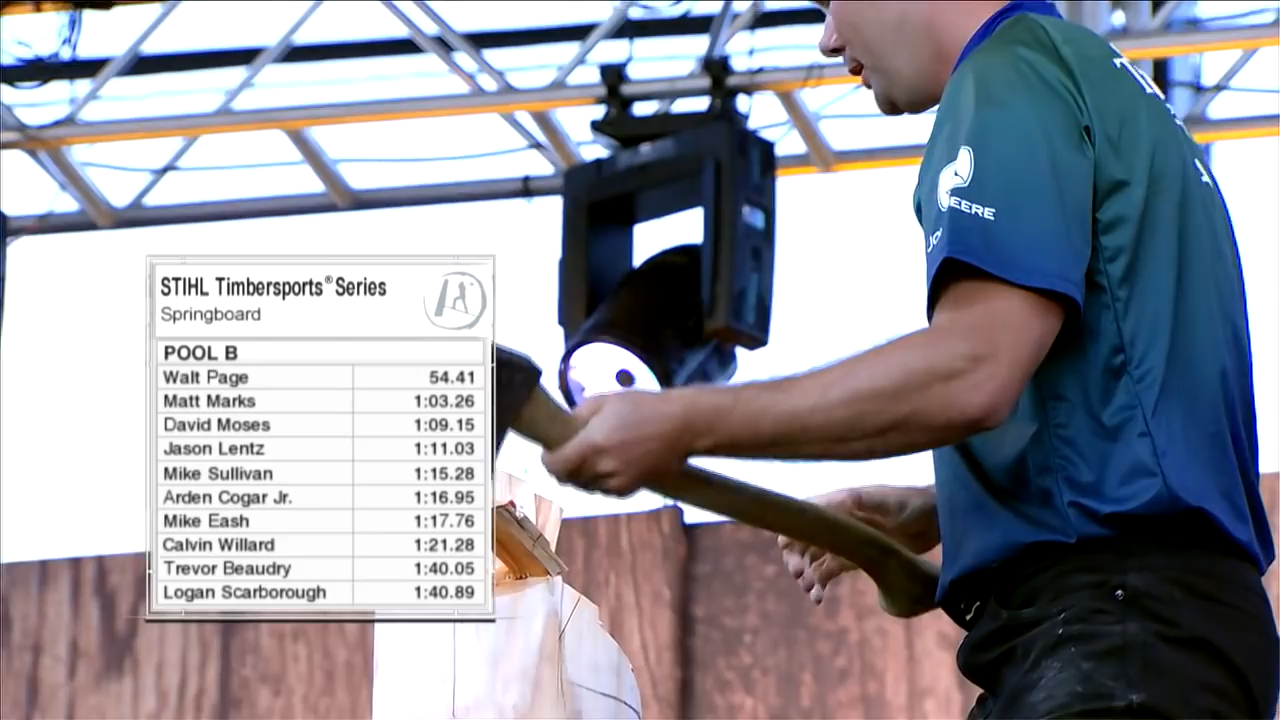 STIHL Timbersports® Series
Springboard
POOL B
Walt Page 54.41
Matt Marks 1:03.26
David Moses 1:09.15
Jason Lentz 1:11.03
Mike Sullivan 1:15.28
Arden Cogar Jr. 1:16.95
Mike Eash 1:17.76
Calvin Willard 1:21.28
Trevor Beaudry 1:40.05
Logan Scarborough 1:40.89
EERE